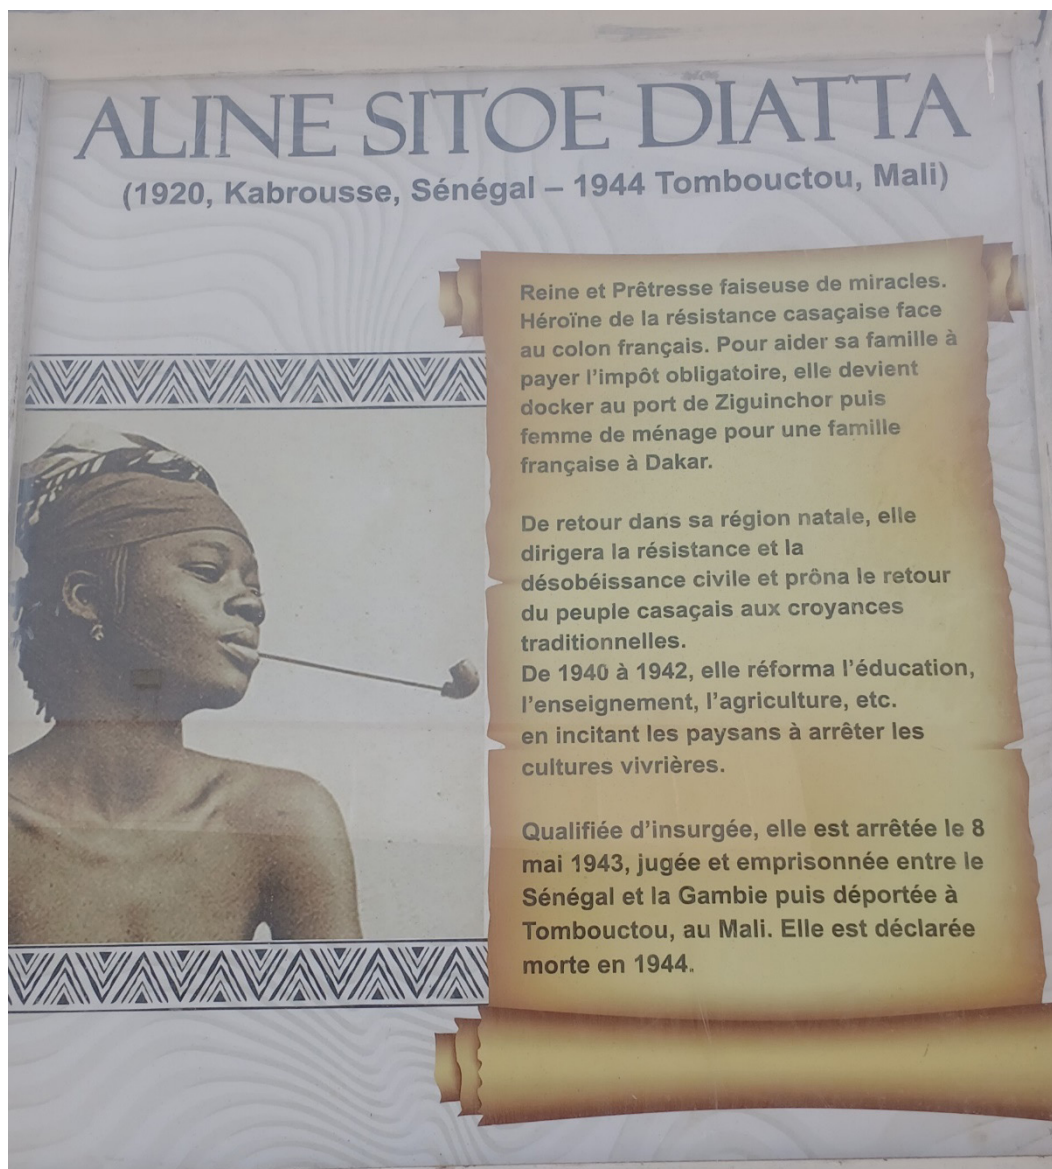 ALINE SITOE DIATTA
(1920, Kabrousse, Sénégal – 1944 Tombouctou, Mali)
Reine et Prêtresse faiseuse de miracles.
Héroïne de la résistance casaçaise face
au colon français. Pour aider sa famille à
payer l'impôt obligatoire, elle devient
docker au port de Ziguinchor puis
femme de ménage pour une famille
française à Dakar.
De retour dans sa région natale, elle
dirigera la résistance et la
désobéissance civile et prôna le retour
du peuple casaçais aux croyances
traditionnelles.
De 1940 à 1942, elle réforma l'éducation,
l'enseignement, l'agriculture, etc.
en incitant les paysans à arrêter les
cultures vivrières.
Qualifiée d'insurgée, elle est arrêtée le 8
mai 1943, jugée et emprisonnée entre le
Sénégal et la Gambie puis déportée à
Tombouctou, au Mali. Elle est déclarée
morte en 1944.